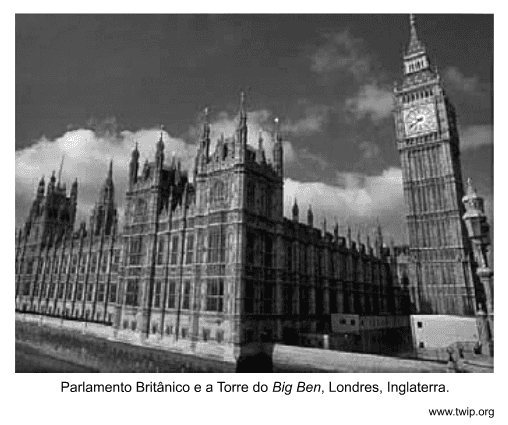 Parlamento Britânico e a Torre do Big Ben, Londres, Inglaterra.
www.twip.org